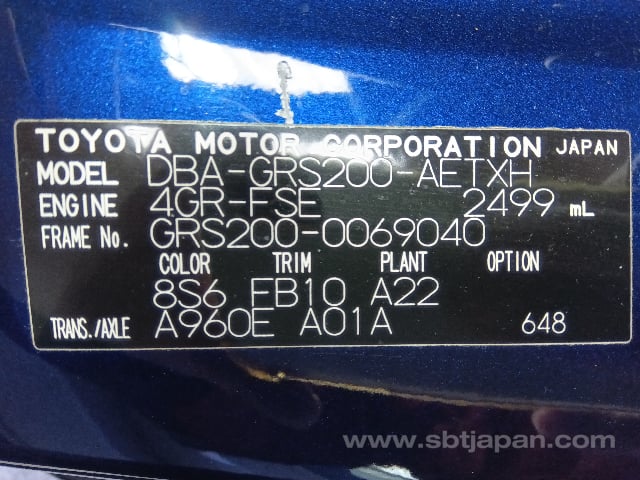 TOYOTA MOTOR CORPORATION JAPAN
MODEL DBA-GRS200-AETXH
ENGINE 4GR-FSE 2499 mL
FRAME No. GRS200-0069040
COLOR TRIM PLANT OPTION
8S6 FB10 A22
TRANS./AXLE A960E A01A 648
www.sbtjapan.com